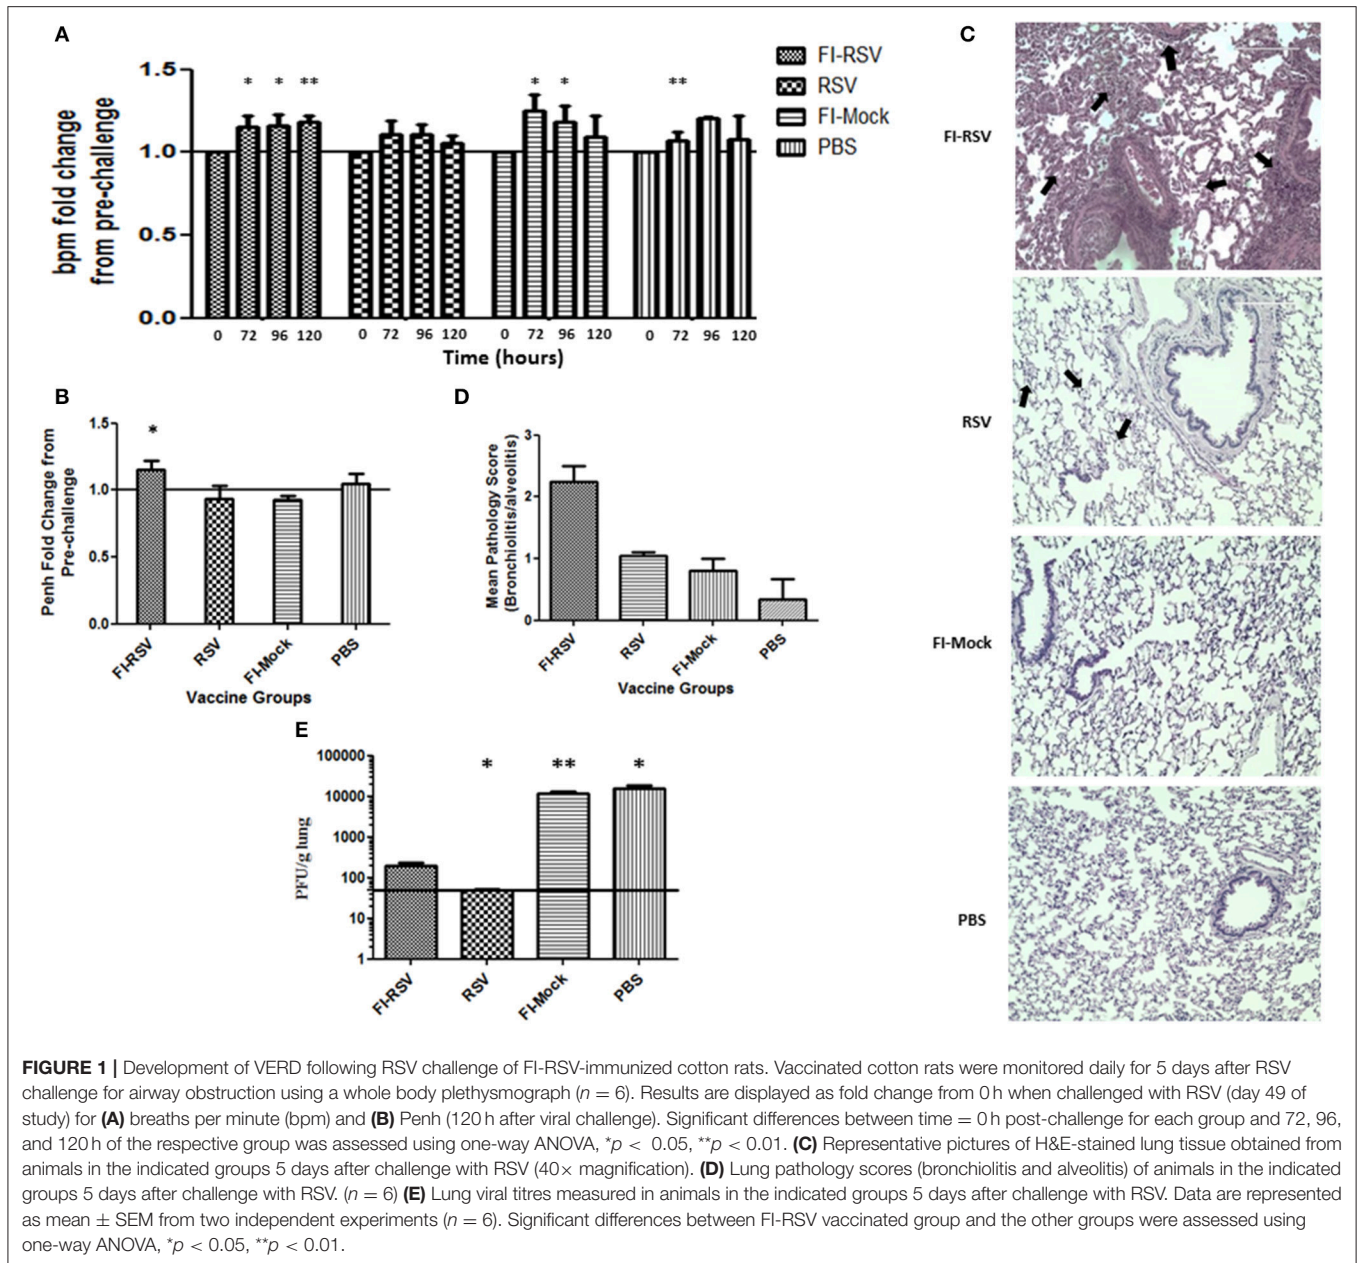 A
bpm fold change
from pre-challenge
1.5
1.0
0.5
0.0
* * ** * * **
0 72 96 120 0 72 96 120 0 72 96 120 0 72 96 120
Time (hours)
FI-RSV
RSV
FI-Mock
PBS
B
Penh Fold Change from
Pre-challenge
1.5
1.0
0.5
0.0
*
FI-RSV RSV FI-Mock PBS
Vaccine Groups
D
Mean Pathology Score
(Bronchiolitis/alveolitis)
3
2
1
0
FI-RSV RSV FI-Mock PBS
Vaccine Groups
E
PFU/g lung
100000
10000
1000
100
10
1
* ** *
FI-RSV RSV FI-Mock PBS
C
FI-RSV
RSV
FI-Mock
PBS
FIGURE 1 | Development of VERD following RSV challenge of FI-RSV-immunized cotton rats. Vaccinated cotton rats were monitored daily for 5 days after RSV
challenge for airway obstruction using a whole body plethysmograph (n = 6). Results are displayed as fold change from 0 h when challenged with RSV (day 49 of
study) for (A) breaths per minute (bpm) and (B) Penh (120 h after viral challenge). Significant differences between time = 0 h post-challenge for each group and 72, 96,
and 120 h of the respective group was assessed using one-way ANOVA, *p < 0.05, **p < 0.01. (C) Representative pictures of H&E-stained lung tissue obtained from
animals in the indicated groups 5 days after challenge with RSV (40× magnification). (D) Lung pathology scores (bronchiolitis and alveolitis) of animals in the indicated
groups 5 days after challenge with RSV. (n = 6) (E) Lung viral titres measured in animals in the indicated groups 5 days after challenge with RSV. Data are represented
as mean ± SEM from two independent experiments (n = 6). Significant differences between FI-RSV vaccinated group and the other groups were assessed using
one-way ANOVA, *p < 0.05, **p < 0.01.